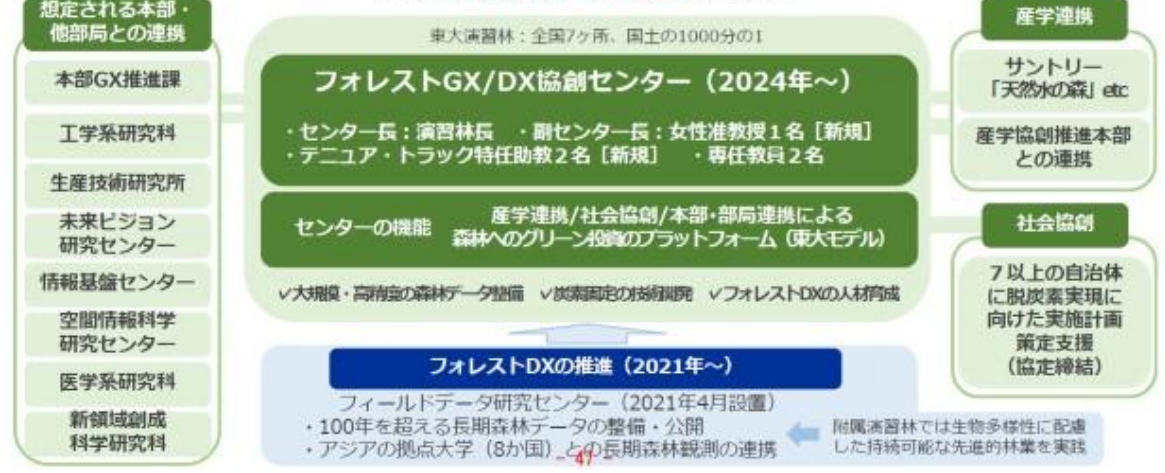 想定される本部・
他部局との連携
本部GX推進課
工学系研究科
生産技術研究所
未来ビジョン
研究センター
情報基盤センター
空間情報科学
研究センター
医学系研究科
新領域創成
科学研究科
東大演習林：全国7ヶ所、国土の1000分の1
フォレストGX/DX協創センター（2024年～）
・センター長：演習林長　・副センター長：女性准教授１名［新規］
・テニュア・トラック特任助教２名［新規］　・専任教員２名
センターの機能
産学連携/社会協創/本部・部局連携による
森林へのグリーン投資のプラットフォーム（東大モデル）
✓大規模・高精度の森林データ整備　✓炭素固定の技術開発　✓フォレストDXの人材育成
フォレストDXの推進（2021年～）
フィールドデータ研究センター（2021年4月設置）
・100年を超える長期森林データの整備・公開
・アジアの拠点大学（8か国）との長期森林観測の連携
- 47 -
附属演習林では生物多様性に配慮
した持続可能な先進的林業を実践
産学連携
サントリー
「天然水の森」etc
産学協創推進本部
との連携
社会協創
７以上の自治体
に脱炭素実現に
向けた実施計画
策定支援
（協定締結）